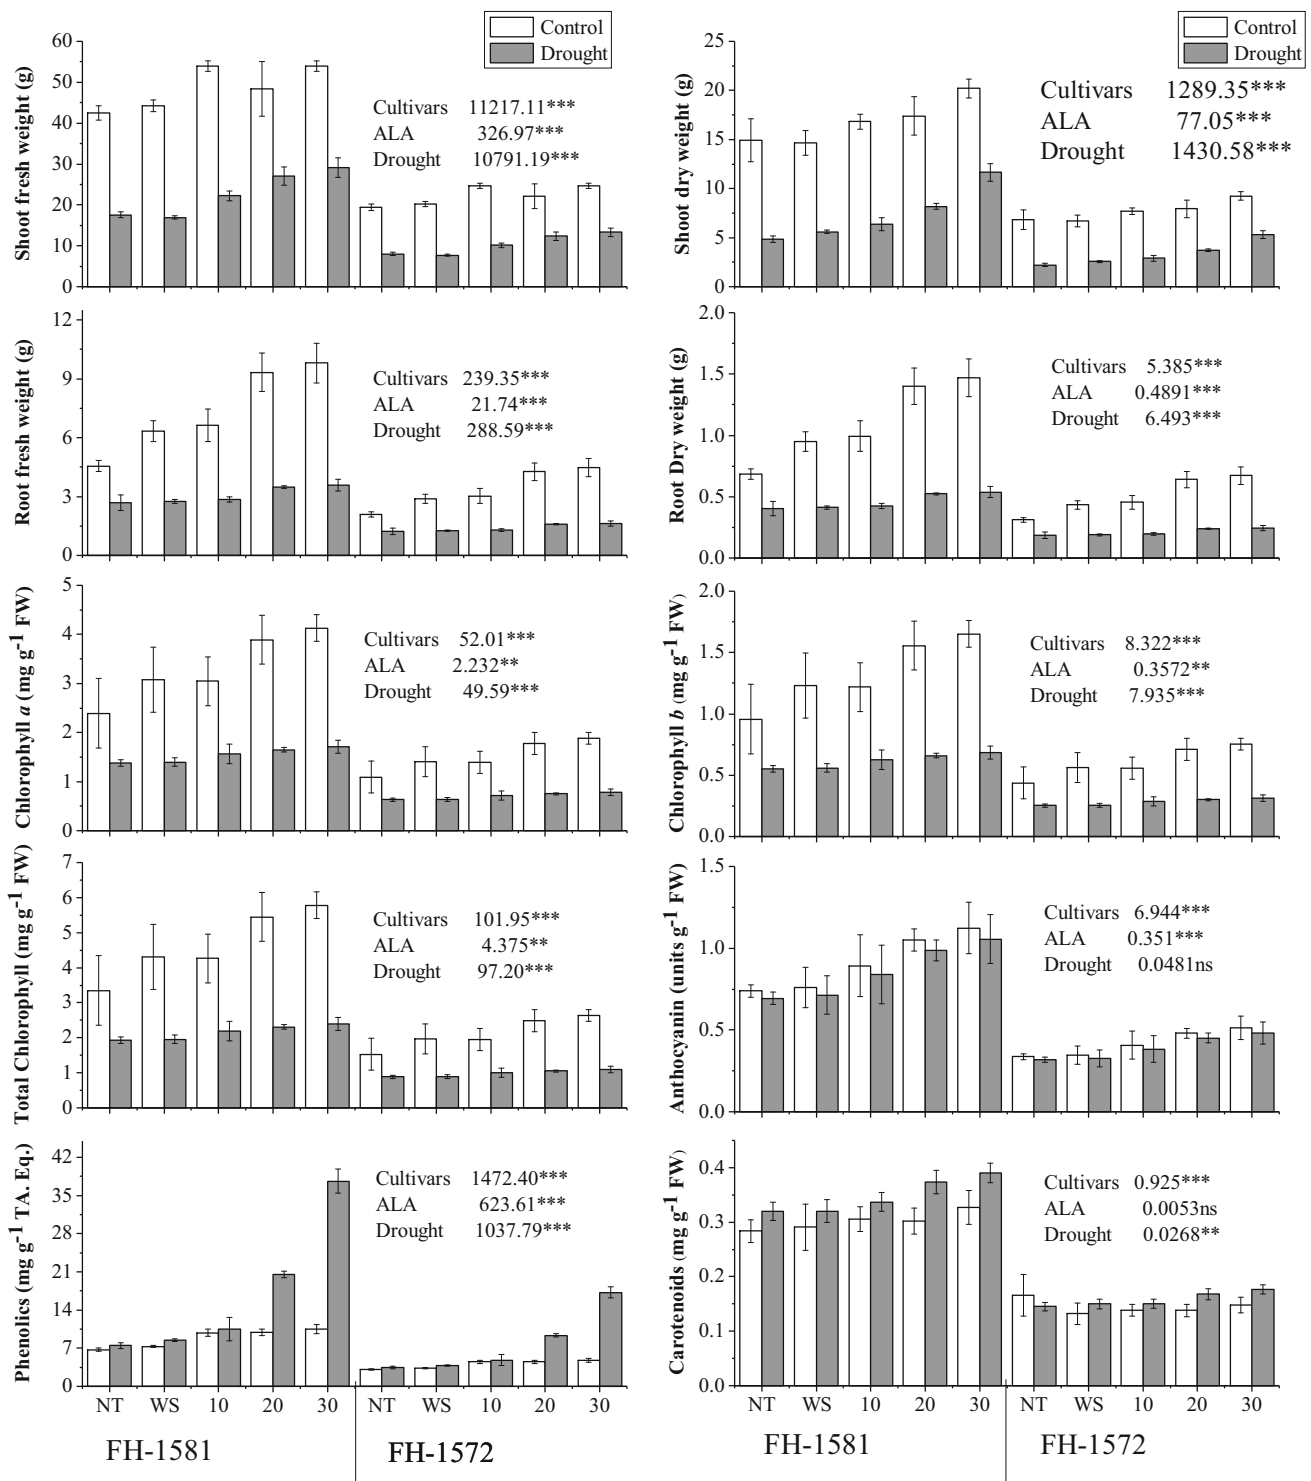 Control
Drought
Shoot fresh weight (g)
60
50
40
30
20
10
0
Cultivars 11217.11***
ALA 326.97***
Drought 10791.19***
Control
Drought
Shoot dry weight (g)
25
20
15
10
5
0
Cultivars 1289.35***
ALA 77.05***
Drought 1430.58***
Root fresh weight (g)
12
9
6
3
0
Cultivars 239.35***
ALA 21.74***
Drought 288.59***
Root Dry weight (g)
2.0
1.5
1.0
0.5
0.0
Cultivars 5.385***
ALA 0.4891***
Drought 6.493***
Chlorophyll a (mg g-1 FW)
5
4
3
2
1
0
Cultivars 52.01***
ALA 2.232**
Drought 49.59***
Chlorophyll b (mg g-1 FW)
2.0
1.5
1.0
0.5
0.0
Cultivars 8.322***
ALA 0.3572**
Drought 7.935***
Total Chlorophyll (mg g-1 FW)
7
6
5
4
3
2
1
0
Cultivars 101.95***
ALA 4.375**
Drought 97.20***
Anthocyanin (units g-1 FW)
1.5
1.0
0.5
0.0
Cultivars 6.944***
ALA 0.351***
Drought 0.0481ns
Phenolics (mg g-1 TA. Eq.)
42
35
28
21
14
7
0
Cultivars 1472.40***
ALA 623.61***
Drought 1037.79***
NT WS 10 20 30 NT WS 10 20 30
FH-1581 FH-1572
Carotenoids (mg g-1 FW)
0.4
0.3
0.2
0.1
0.0
Cultivars 0.925***
ALA 0.0053ns
Drought 0.0268**
NT WS 10 20 30 NT WS 10 20 30
FH-1581 FH-1572